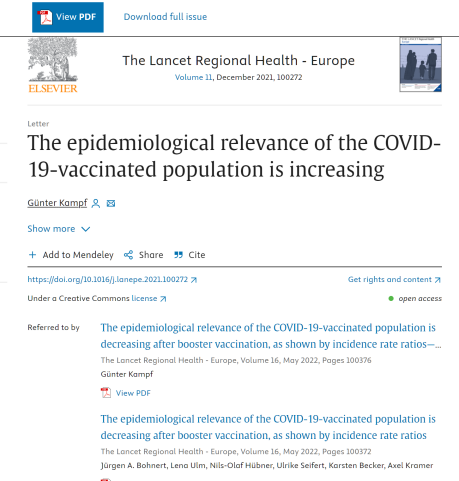 View PDF
Download full issue
The Lancet Regional Health - Europe
Volume 11, December 2021, 100272
ELSEVIER
Letter
The epidemiological relevance of the COVID-
19-vaccinated population is increasing
Günter Kampf
Show more
Add to Mendeley
Share
Cite
https://doi.org/10.1016/j.lanepe.2021.100272
Get rights and content
Under a Creative Commons license
open access
Referred to by
The epidemiological relevance of the COVID-19-vaccinated population is
decreasing after booster vaccination, as shown by incidence rate ratios—...
The Lancet Regional Health - Europe, Volume 16, May 2022, Pages 100376
Günter Kampf
View PDF
The epidemiological relevance of the COVID-19-vaccinated population is
decreasing after booster vaccination, as shown by incidence rate ratios
The Lancet Regional Health - Europe, Volume 16, May 2022, Pages 100372
Jürgen A. Bohnert, Lena Ulm, Nils-Olaf Hübner, Ulrike Seifert, Karsten Becker, Axel Kramer